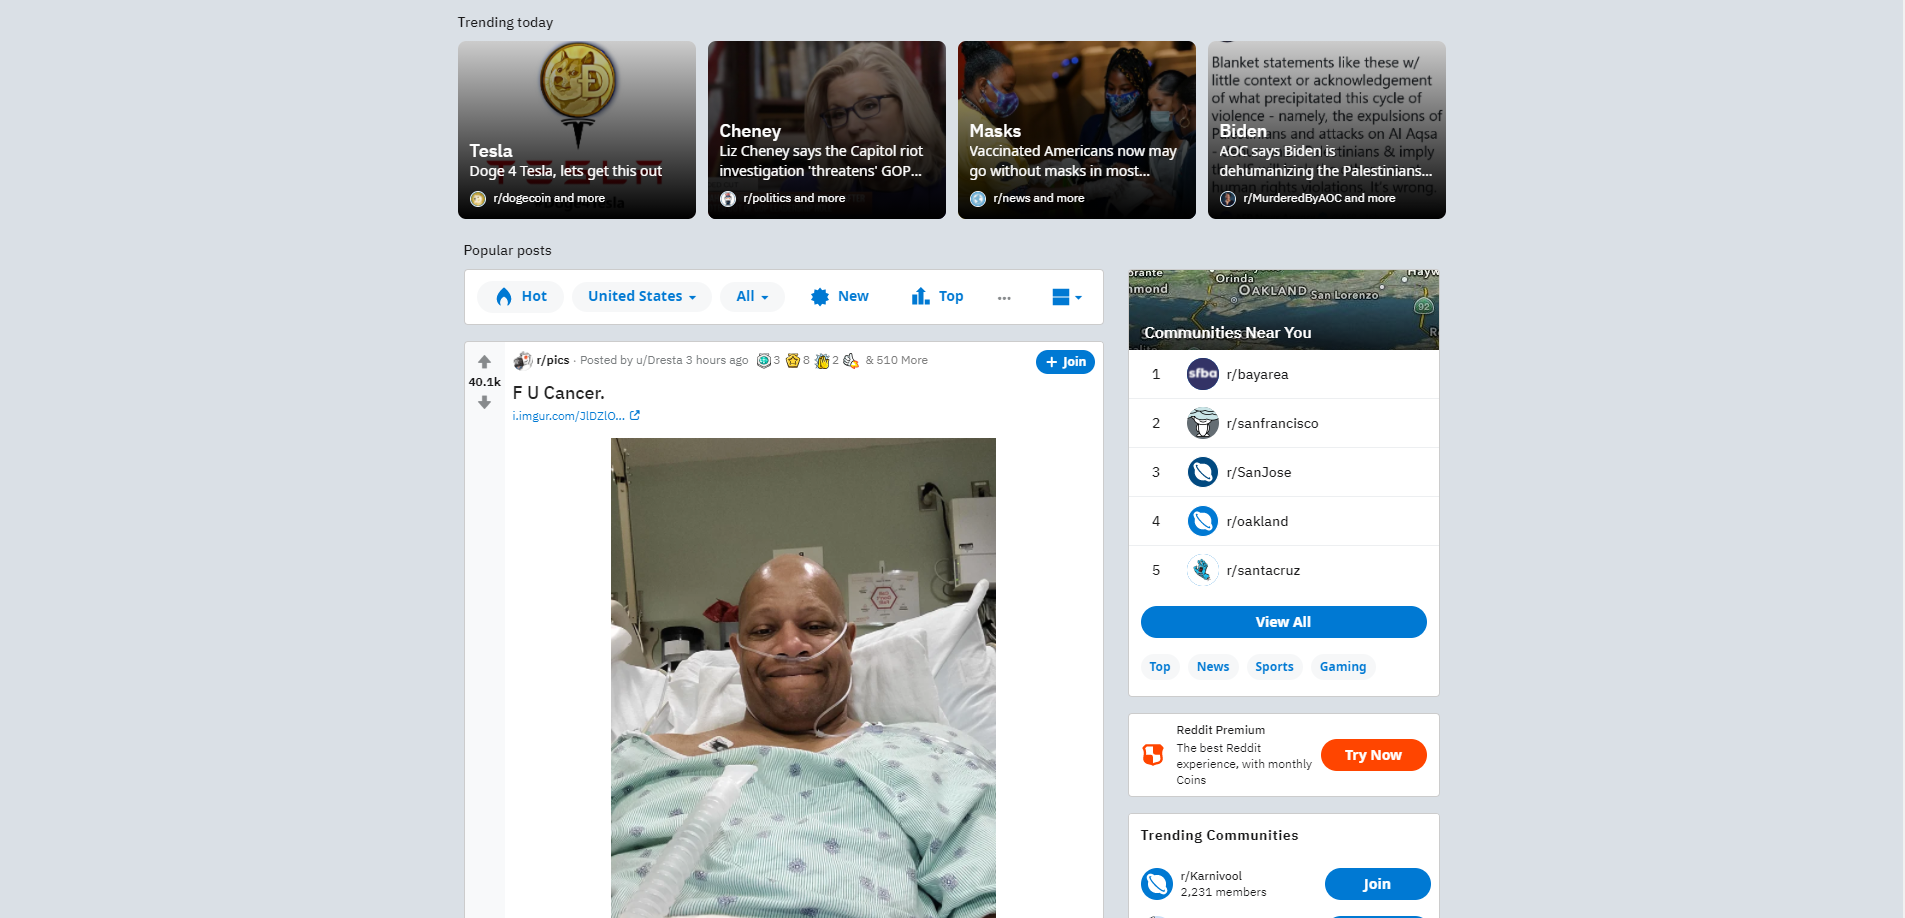 Trending today
Tesla
Doge 4 Tesla, lets get this out
r/dogecoin and more
Cheney
Liz Cheney says the Capitol riot
investigation 'threatens' GOP...
r/politics and more
Masks
Vaccinated Americans now may
go without masks in most...
r/news and more
Blanket statements like these w/
little context or acknowledgement
of what precipitated this cycle of
violence - namely, the expulsions of
and attacks on Al Aqsa
& imply
human rights violations. It's wrong.
Biden
AOC says Biden is
dehumanizing the Palestinians...
r/MurderedByAOC and more
Popular posts
Hot
United States
All
New
Top
...
40.1k
r/pics · Posted by u/Dresta 3 hours ago 3 8 2 & 510 More
+ Join
F U Cancer.
i.imgur.com/JlDZlO...
Orinda
OAKLAND
San Lorenzo
92
Communities Near You
1 sfba r/bayarea
2 r/sanfrancisco
3 r/SanJose
4 r/oakland
5 r/santacruz
View All
Top News Sports Gaming
Reddit Premium
The best Reddit
experience, with monthly
Coins
Try Now
Trending Communities
r/Karnivool
2,231 members
Join